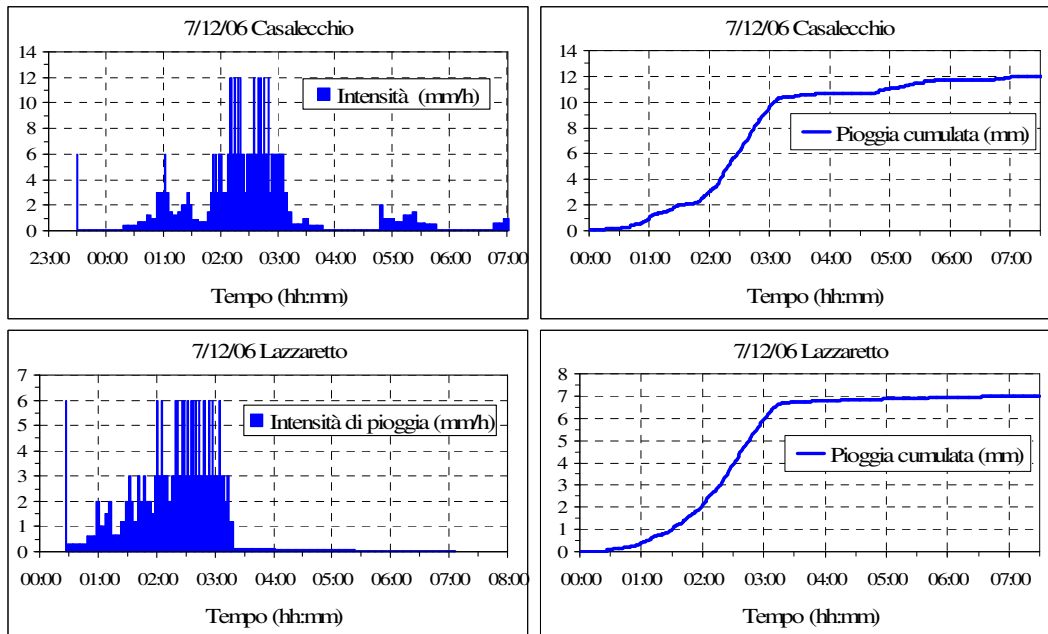 7/12/06 Casalecchio
14
12
10
8
6
4
2
0
Intensità (mm/h)
23:00 00:00 01:00 02:00 03:00 04:00 05:00 06:00 07:00
Tempo (hh:mm)
7/12/06 Casalecchio
14
12
10
8
6
4
2
0
Pioggia cumulata (mm)
00:00 01:00 02:00 03:00 04:00 05:00 06:00 07:00
Tempo (hh:mm)
7/12/06 Lazzaretto
7
6
5
4
3
2
1
0
Intensità di pioggia (mm/h)
00:00 01:00 02:00 03:00 04:00 05:00 06:00 07:00 08:00
Tempo (hh:mm)
7/12/06 Lazzaretto
8
7
6
5
4
3
2
1
0
Pioggia cumulata (mm)
00:00 01:00 02:00 03:00 04:00 05:00 06:00 07:00
Tempo (hh:mm)